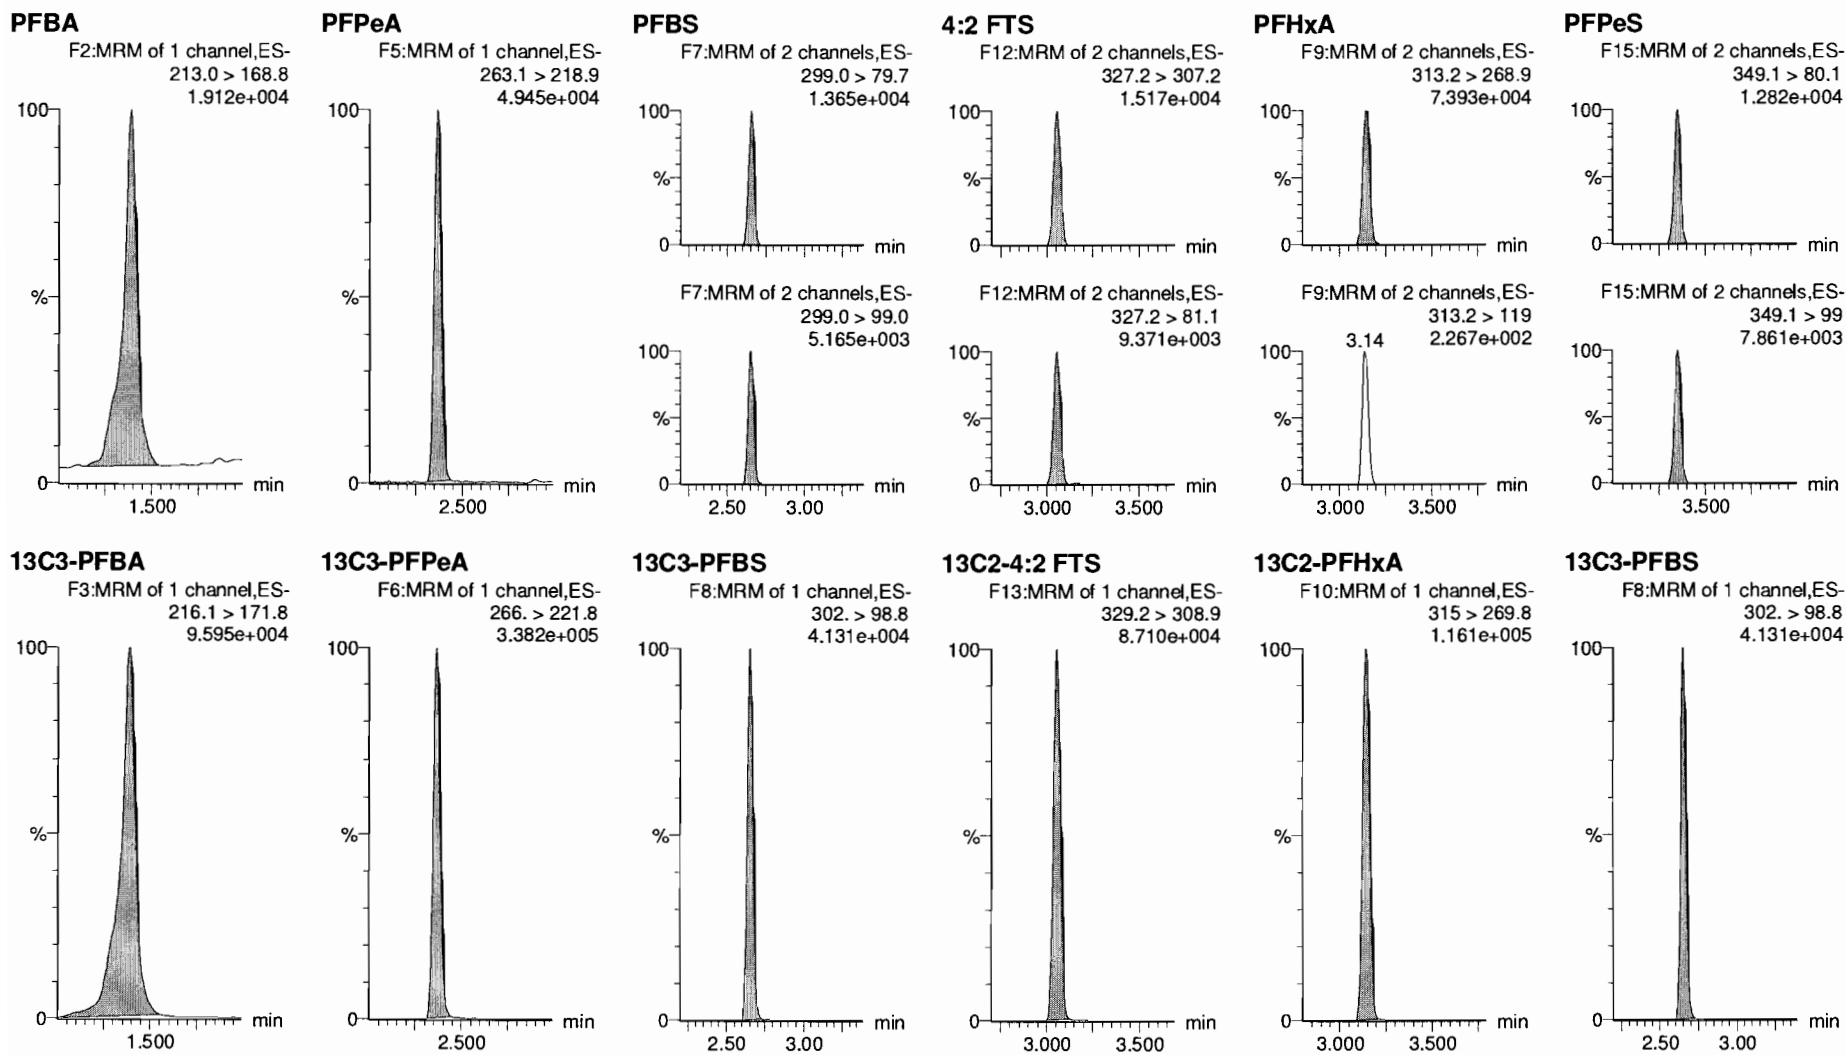 PFBA
F2:MRM of 1 channel,ES-
213.0 > 168.8
1.912e+004
100
%
0
min
1.500
PFPeA
F5:MRM of 1 channel,ES-
263.1 > 218.9
4.945e+004
100
%
0
min
2.500
PFBS
F7:MRM of 2 channels,ES-
299.0 > 79.7
1.365e+004
100
%
0
min
F7:MRM of 2 channels,ES-
299.0 > 99.0
5.165e+003
100
%
0
min
2.50 3.00
4:2 FTS
F12:MRM of 2 channels,ES-
327.2 > 307.2
1.517e+004
100
%
0
min
F12:MRM of 2 channels,ES-
327.2 > 81.1
9.371e+003
100
%
0
min
3.000 3.500
PFHxA
F9:MRM of 2 channels,ES-
313.2 > 268.9
7.393e+004
100
%
0
min
F9:MRM of 2 channels,ES-
313.2 > 119
3.14 2.267e+002
100
%
0
min
3.000 3.500
PFPeS
F15:MRM of 2 channels,ES-
349.1 > 80.1
1.282e+004
100
%
0
min
F15:MRM of 2 channels,ES-
349.1 > 99
7.861e+003
100
%
0
min
3.500
13C3-PFBA
F3:MRM of 1 channel,ES-
216.1 > 171.8
9.595e+004
100
%
0
min
1.500
13C3-PFPeA
F6:MRM of 1 channel,ES-
266. > 221.8
3.382e+005
100
%
0
min
2.500
13C3-PFBS
F8:MRM of 1 channel,ES-
302. > 98.8
4.131e+004
100
%
0
min
2.50 3.00
13C2-4:2 FTS
F13:MRM of 1 channel,ES-
329.2 > 308.9
8.710e+004
100
%
0
min
3.000 3.500
13C2-PFHxA
F10:MRM of 1 channel,ES-
315 > 269.8
1.161e+005
100
%
0
min
3.000 3.500
13C3-PFBS
F8:MRM of 1 channel,ES-
302. > 98.8
4.131e+004
100
%
0
min
2.50 3.00